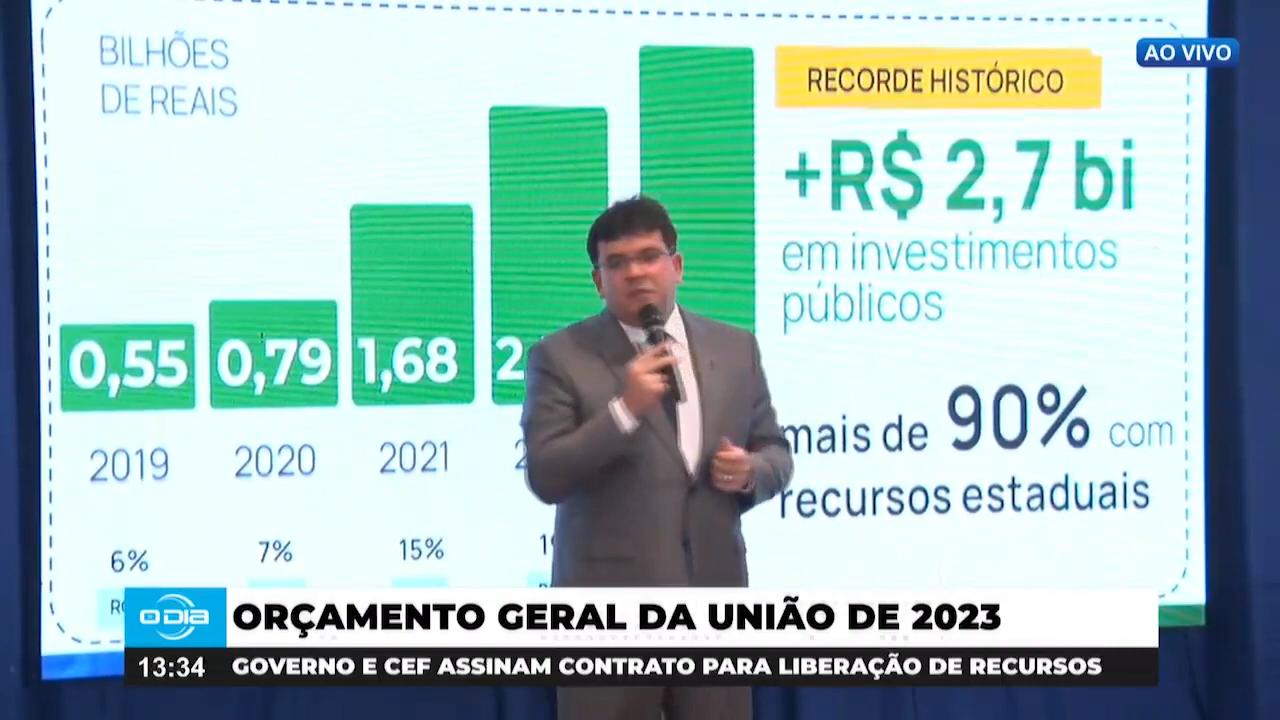 BILHÕES
DE REAIS
AO VIVO
RECORDE HISTÓRICO
+R$ 2,7 bi
em investimentos
públicos
0,55 0,79 1,68
mais de 90% com
recursos estaduais
2019 2020 2021
6% 7% 15%
O DIA
ORÇAMENTO GERAL DA UNIÃO DE 2023
13:34 GOVERNO E CEF ASSINAM CONTRATO PARA LIBERAÇÃO DE RECURSOS